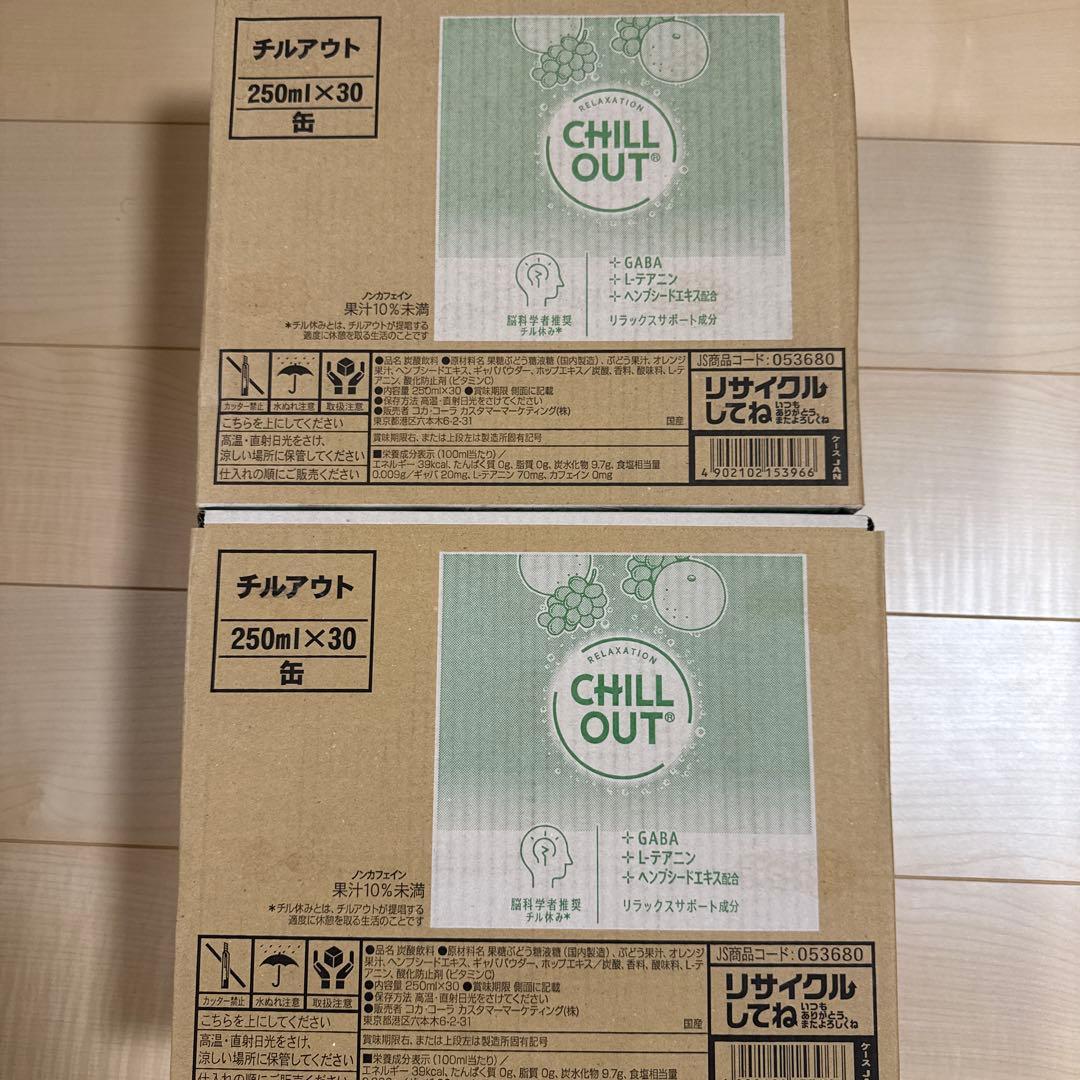 チルアウト
250ml×30
缶
RELAXATION
CHILL
OUT®
GABA
L-テアニン
ヘンプシードエキス配合
リラックスサポート成分
脳科学者推奨
チル休み*
ノンカフェイン
果汁10%未満
*チル休みとは、チルアウトが提唱する
適度に休憩を取る生活のことです
カッター禁止
水ぬれ注意
取扱注意
こちらを上にしてください
高温・直射日光をさけ、
涼しい場所に保管してください
仕入れの順にご販売ください
●品名 炭酸飲料 ●原材料名 果糖ぶどう糖液糖(国内製造)、ぶどう果汁、オレンジ
果汁、ヘンプシードエキス、ギャバパウダー、ホップエキス/炭酸、香料、酸味料、L-テ
アニン、酸化防止剤(ビタミンC)
●内容量 250ml×30 ●賞味期限 側面に記載
●保存方法 高温・直射日光をさけてください
●販売者 コカ・コーラ カスタマーマーケティング(株)
東京都港区六本木6-2-31
国産
賞味期限右、または上段左は製造所固有記号
■栄養成分表示(100ml当たり)/
エネルギー 39kcal、たんぱく質 0g、脂質 0g、炭水化物 9.7g、食塩相当量
0.009g/ギャバ 20mg、L-テアニン 70mg、カフェイン 0mg
JS商品コード:053680
リサイクル
してね
いつも
ありがとう、
またよろしくね
4902102153966
ケースJAN
チルアウト
250ml×30
缶
RELAXATION
CHILL
OUT®
GABA
L-テアニン
ヘンプシードエキス配合
リラックスサポート成分
脳科学者推奨
チル休み*
ノンカフェイン
果汁10%未満
*チル休みとは、チルアウトが提唱する
適度に休憩を取る生活のことです
カッター禁止
水ぬれ注意
取扱注意
こちらを上にしてください
高温・直射日光をさけ、
涼しい場所に保管してください
仕入れの順にご販売ください
●品名 炭酸飲料 ●原材料名 果糖ぶどう糖液糖(国内製造)、ぶどう果汁、オレンジ
果汁、ヘンプシードエキス、ギャバパウダー、ホップエキス/炭酸、香料、酸味料、L-テ
アニン、酸化防止剤(ビタミンC)
●内容量 250ml×30 ●賞味期限 側面に記載
●保存方法 高温・直射日光をさけてください
●販売者 コカ・コーラ カスタマーマーケティング(株)
東京都港区六本木6-2-31
国産
賞味期限右、または上段左は製造所固有記号
■栄養成分表示(100ml当たり)/
エネルギー 39kcal、たんぱく質 0g、脂質 0g、炭水化物 9.7g、食塩相当量
JS商品コード:053680
リサイクル
してね
いつも
ありがとう、
またよろしくね
ケース